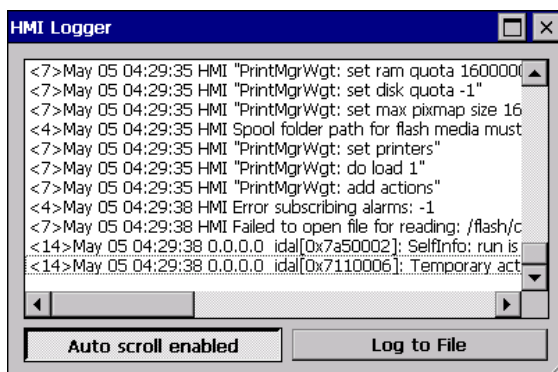 HMI Logger
<7>May 05 04:29:35 HMI "PrintMgrWgt: set ram quota 1600000
<7>May 05 04:29:35 HMI "PrintMgrWgt: set disk quota -1"
<7>May 05 04:29:35 HMI "PrintMgrWgt: set max pixmap size 16
<4>May 05 04:29:35 HMI Spool folder path for flash media must
<7>May 05 04:29:35 HMI "PrintMgrWgt: set printers"
<7>May 05 04:29:35 HMI "PrintMgrWgt: do load 1"
<7>May 05 04:29:35 HMI "PrintMgrWgt: add actions"
<4>May 05 04:29:38 HMI Error subscribing alarms: -1
<7>May 05 04:29:38 HMI Failed to open file for reading: /flash/c
<14>May 05 04:29:38 0.0.0.0  idal[0x7a50002]: SelfInfo: run is
<14>May 05 04:29:38 0.0.0.0  idal[0x7110006]: Temporary act
Auto scroll enabled
Log to File